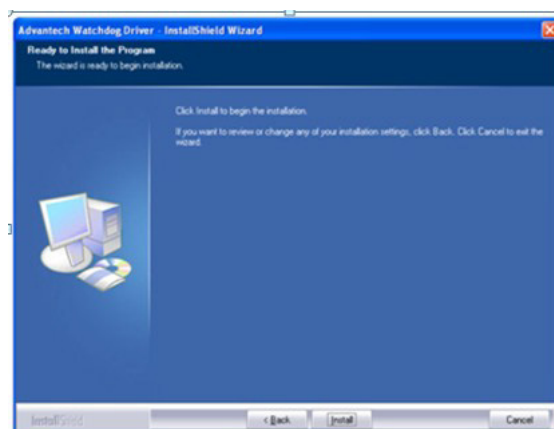 Advantech Watchdog Driver - InstallShield Wizard
Ready to Install the Program
The wizard is ready to begin installation.
Click Install to begin the installation.
If you want to review or change any of your installation settings, click Back. Click Cancel to exit the
wizard.
InstallShield
< Back Install Cancel